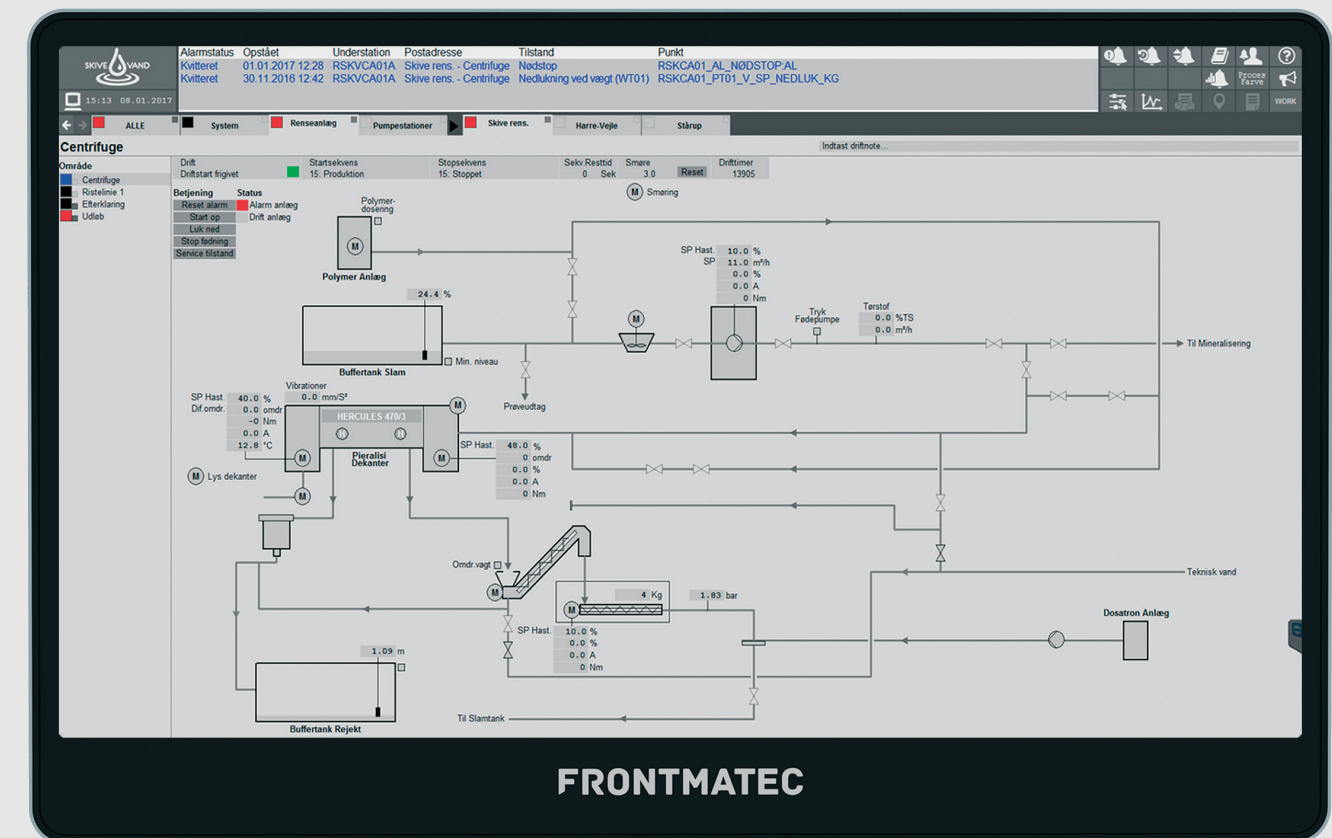 SKIVE VAND
15:13 08.01.2017
Alarmstatus Opstået Understation Postadresse Tilstand Punkt
Kvitteret 01.01.2017 12:28 RSKVCA01A Skive rens. - Centrifuge Nødstop RSKCA01_AL_NØDSTOP:AL
Kvitteret 30.11.2016 12:42 RSKVCA01A Skive rens. - Centrifuge Nedlukning ved vægt (WT01) RSKCA01_PT01_V_SP_NEDLUK_KG
Proces
Farve
WORK
ALLE System Renseanlæg Pumpestationer Skive rens. Harre-Vejle Stårup
Centrifuge
Indtast driftnote...
Område
Centrifuge
Ristelinie 1
Efterklaring
Udløb
Drift Startsekvens Stopsekvens Sekv.Resttid Smøre Drifttimer
Driftstart frigivet 15: Produktion 15: Stoppet 0 Sek 3.0 Reset 13905
Betjening Status
Reset alarm Alarm anlæg
Start op Drift anlæg
Luk ned
Stop fødning
Service tilstand
M Smøring
Polymer-
dosering
M
Polymer Anlæg
24.4 %
Min. niveau
Buffertank Slam
Prøveudtag
M
SP Hast. 10.0 %
SP 11.0 m³/h
0.0 %
0.0 A
0 Nm
Tryk
Fødepumpe
Tørstof
0.0 %TS
0.0 m³/h
Til Mineralisering
Vibrationer
0.0 mm/S²
SP Hast. 40.0 %
Dif.omdr. 0.0 omdr
-0 Nm
0.0 A
12.8 °C
HERCULES 470/3
M
Pieralisi
Dekanter
M
M
M
M Lys dekanter
SP Hast. 48.0 %
0 omdr
0.0 %
0.0 A
0 Nm
Omdr.vagt
M
4 Kg
M
1.83 bar
SP Hast. 10.0 %
0.0 %
0.0 A
0 Nm
Teknisk vand
Dosatron Anlæg
1.09 m
Buffertank Rejekt
Til Slamtank
FRONTMATEC